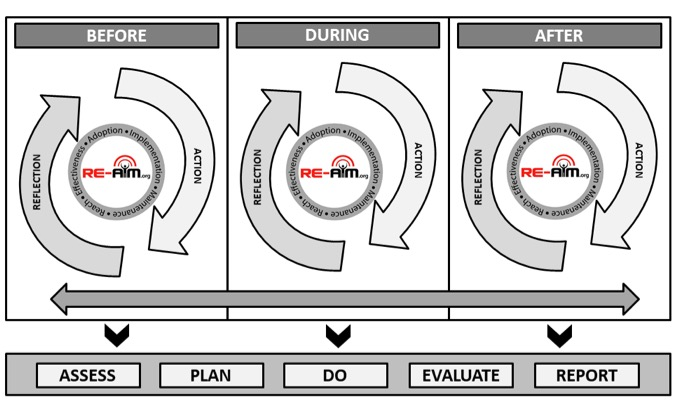 BEFORE
DURING
AFTER
REFLECTION
ACTION
Reach • Effectiveness • Adoption • Implementation • Maintenance •
RE-AIM.org
REFLECTION
ACTION
Reach • Effectiveness • Adoption • Implementation • Maintenance •
RE-AIM.org
REFLECTION
ACTION
Reach • Effectiveness • Adoption • Implementation • Maintenance •
RE-AIM.org
ASSESS
PLAN
DO
EVALUATE
REPORT